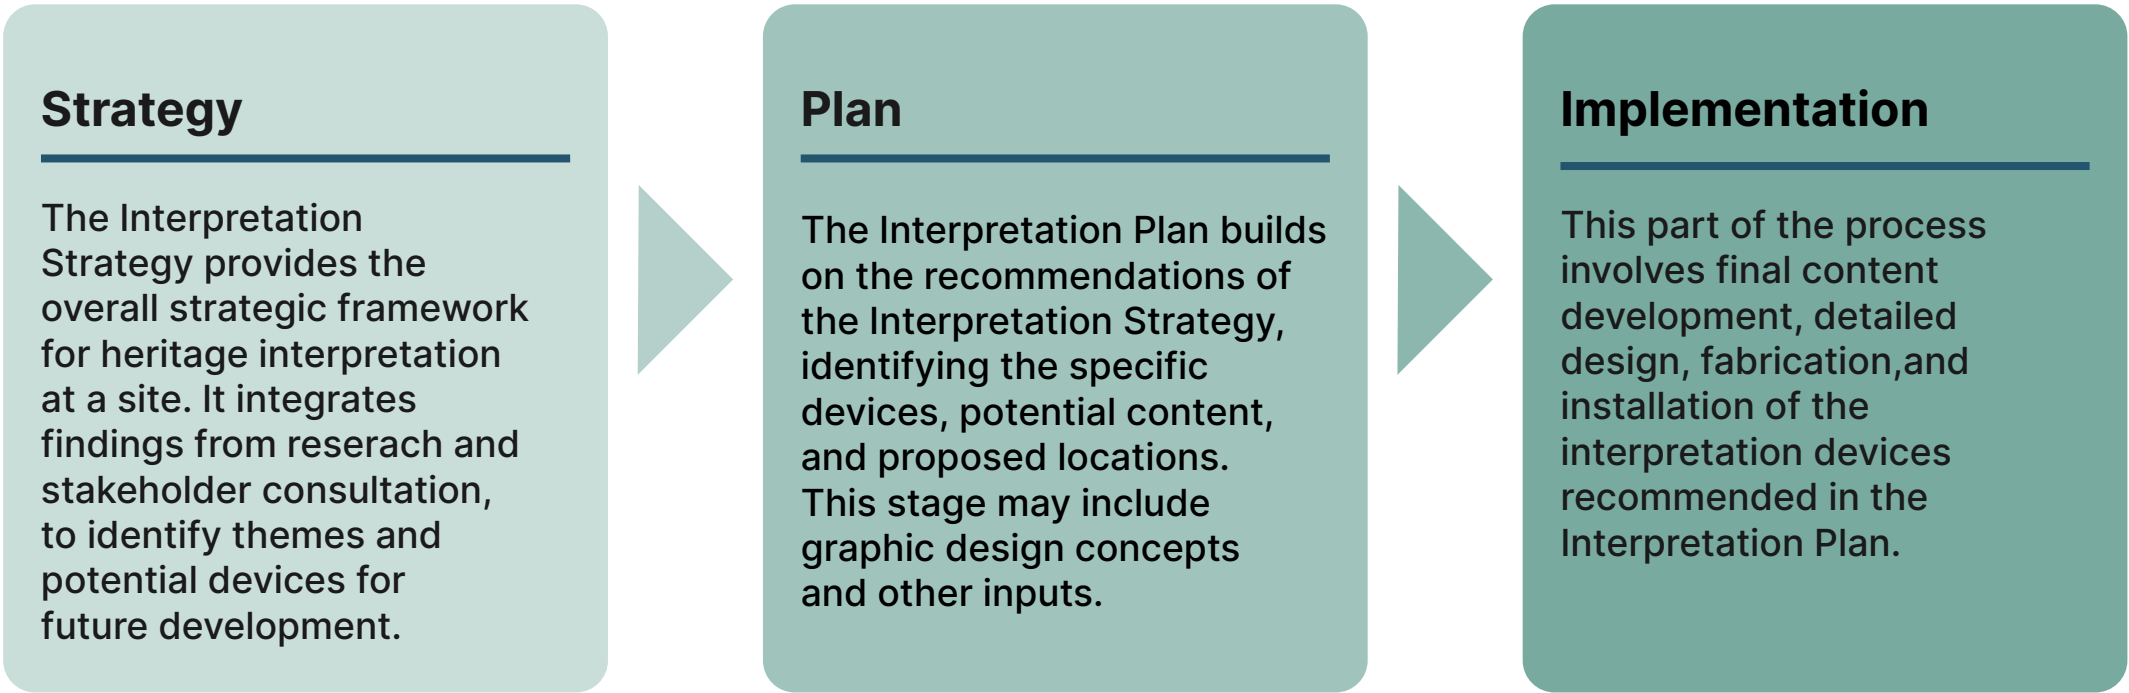 Strategy
The Interpretation
Strategy provides the
overall strategic framework
for heritage interpretation
at a site. It integrates
findings from reserach and
stakeholder consultation,
to identify themes and
potential devices for
future development.
Plan
The Interpretation Plan builds
on the recommendations of
the Interpretation Strategy,
identifying the specific
devices, potential content,
and proposed locations.
This stage may include
graphic design concepts
and other inputs.
Implementation
This part of the process
involves final content
development, detailed
design, fabrication,and
installation of the
interpretation devices
recommended in the
Interpretation Plan.